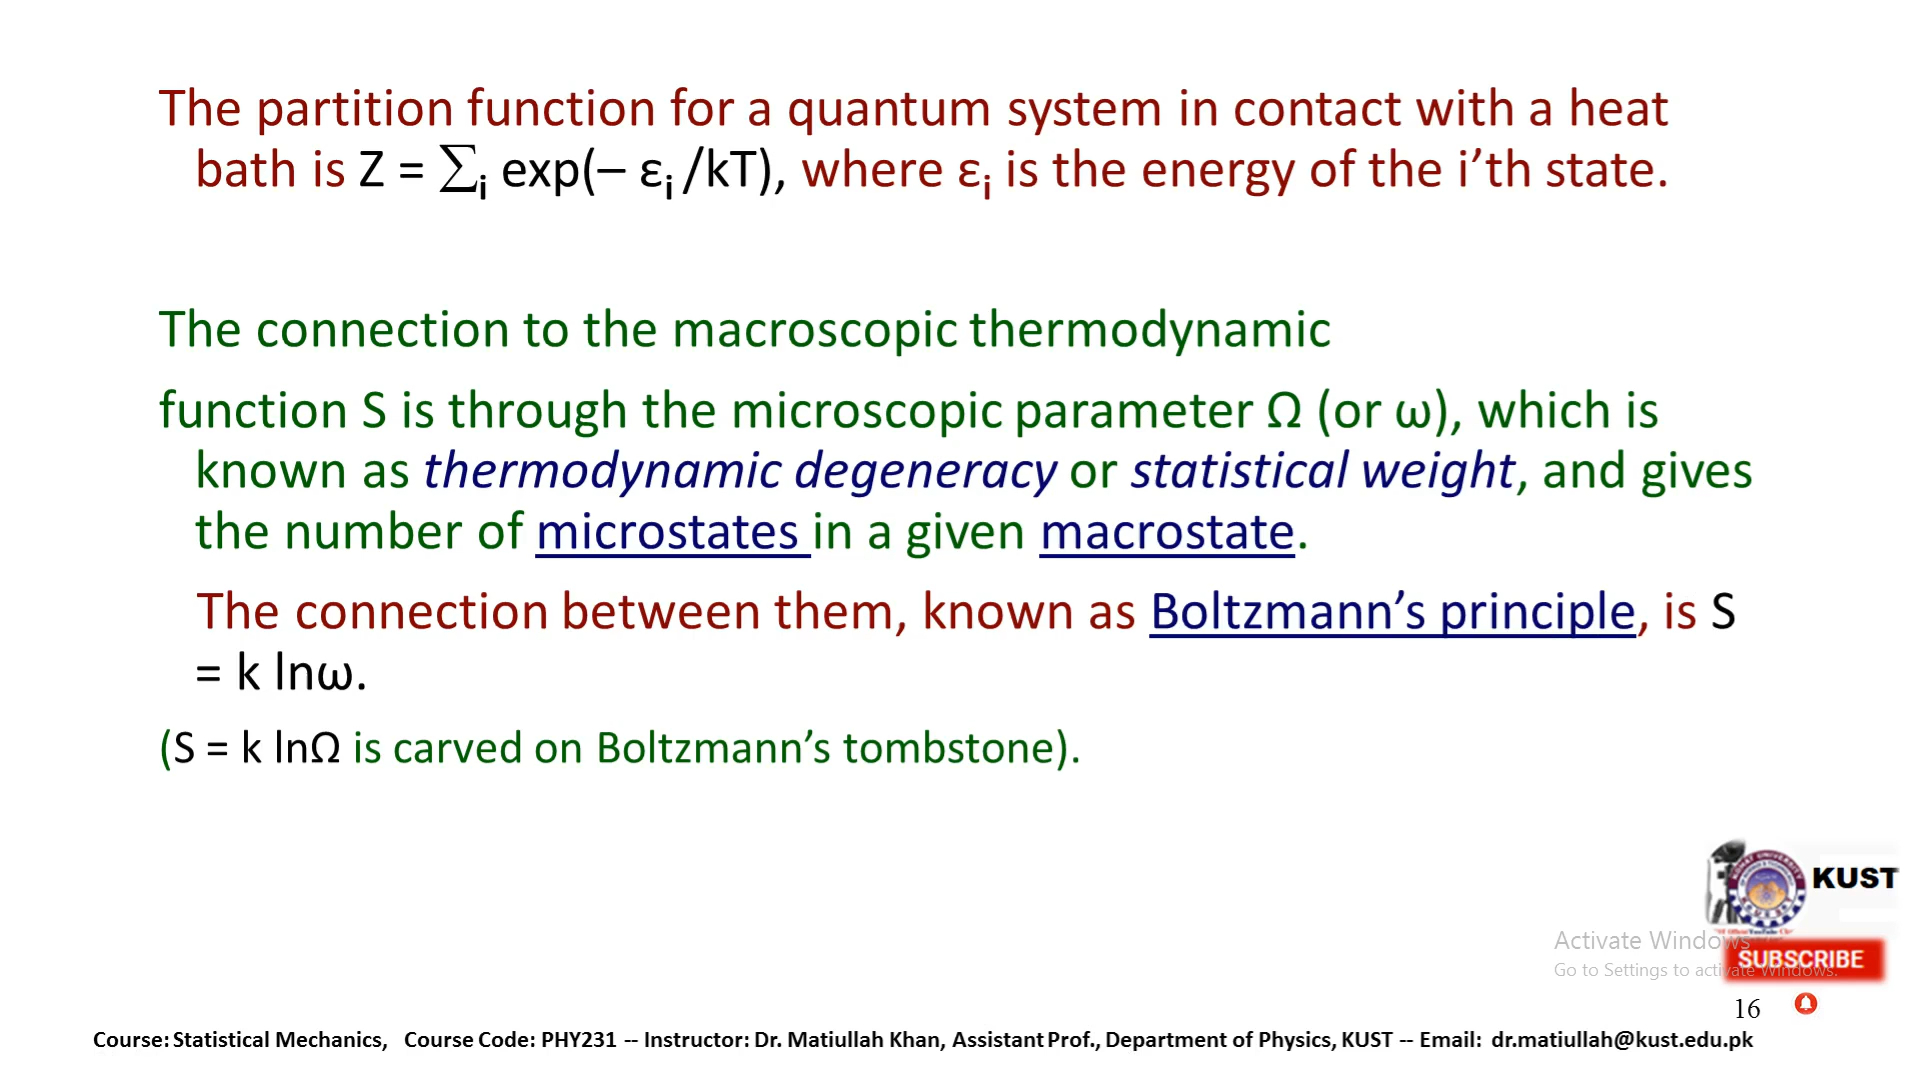 The partition function for a quantum system in contact with a heat
bath is Z = ∑i exp(– εi /kT), where εi is the energy of the i’th state.
The connection to the macroscopic thermodynamic
function S is through the microscopic parameter Ω (or ω), which is
known as thermodynamic degeneracy or statistical weight, and gives
the number of microstates in a given macrostate.
The connection between them, known as Boltzmann’s principle, is S
= k lnω.
(S = k lnΩ is carved on Boltzmann’s tombstone).
KUST
Activate Windows
SUBSCRIBE
Go to Settings to activate Windows.
16
Course: Statistical Mechanics, Course Code: PHY231 -- Instructor: Dr. Matiullah Khan, Assistant Prof., Department of Physics, KUST -- Email: dr.matiullah@kust.edu.pk